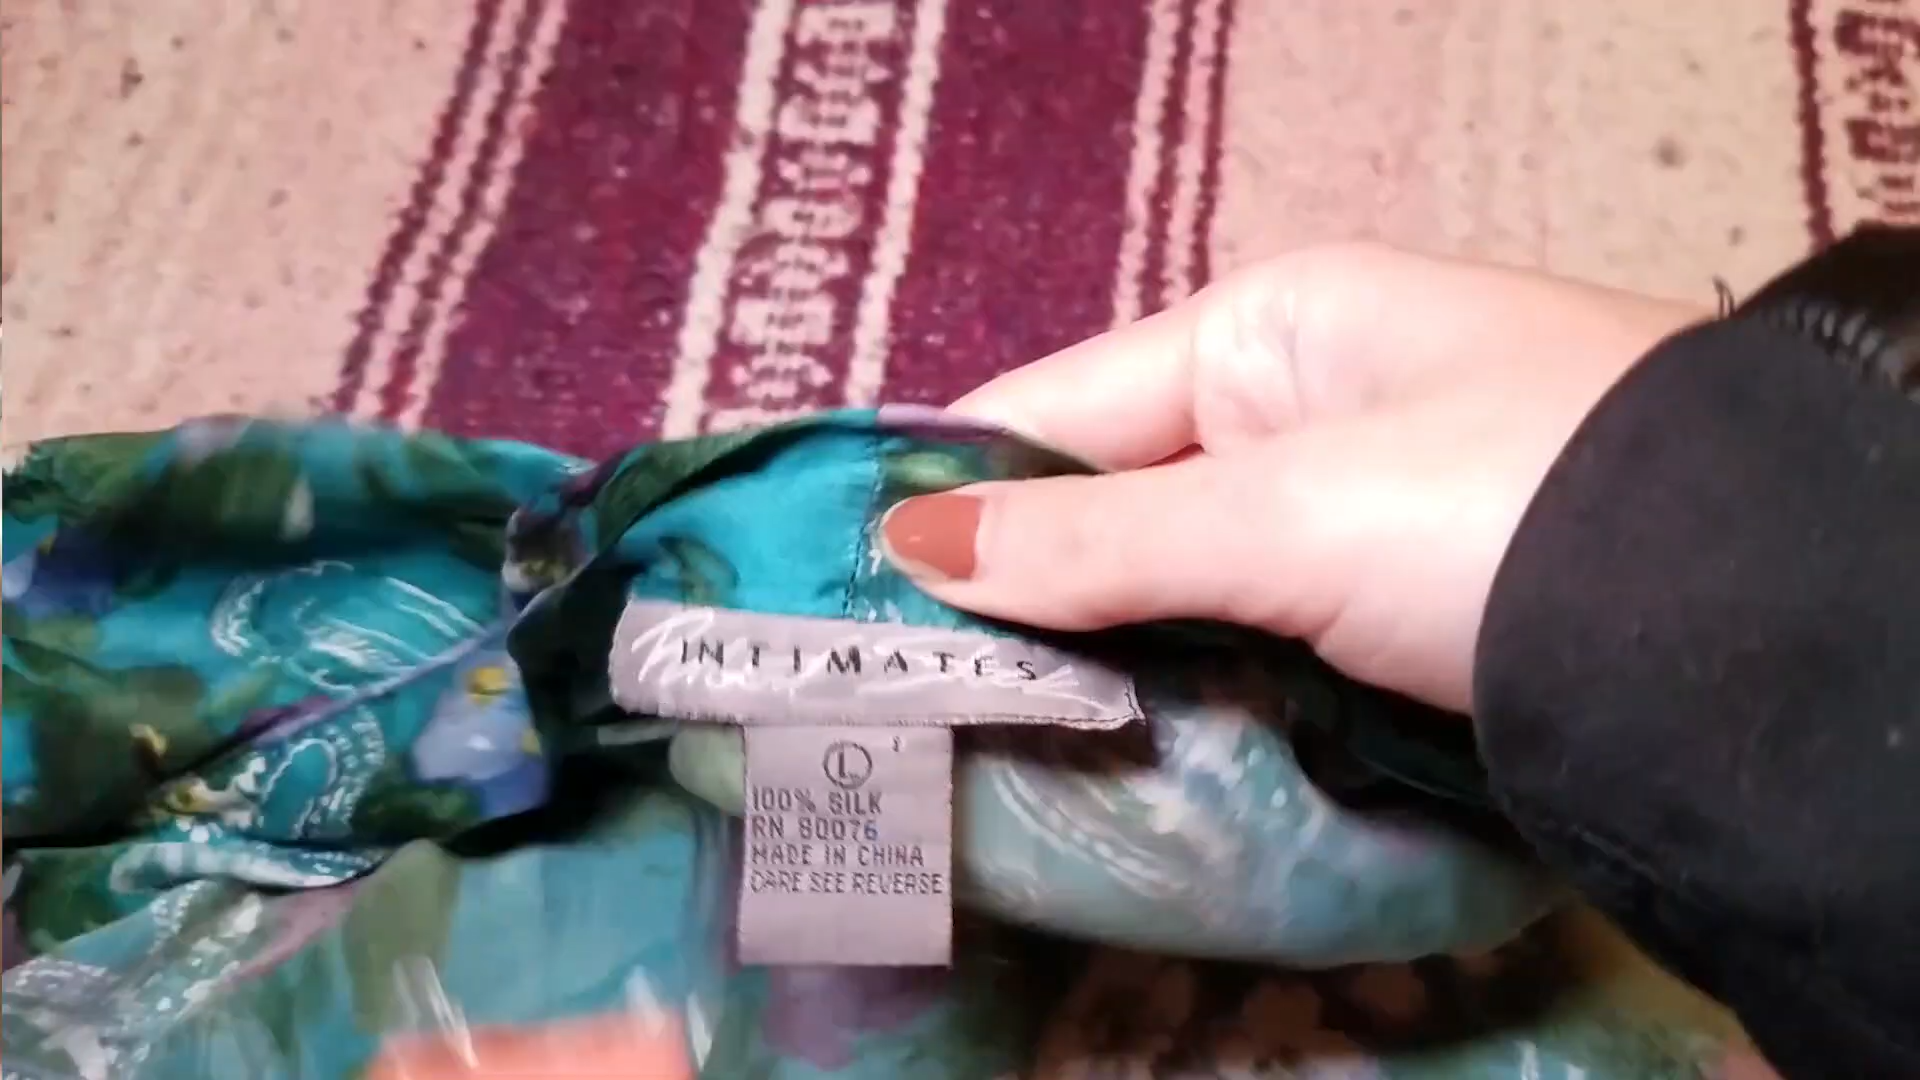 INTIMATES
L
100% SILK
RN 80076
MADE IN CHINA
CARE SEE REVERSE